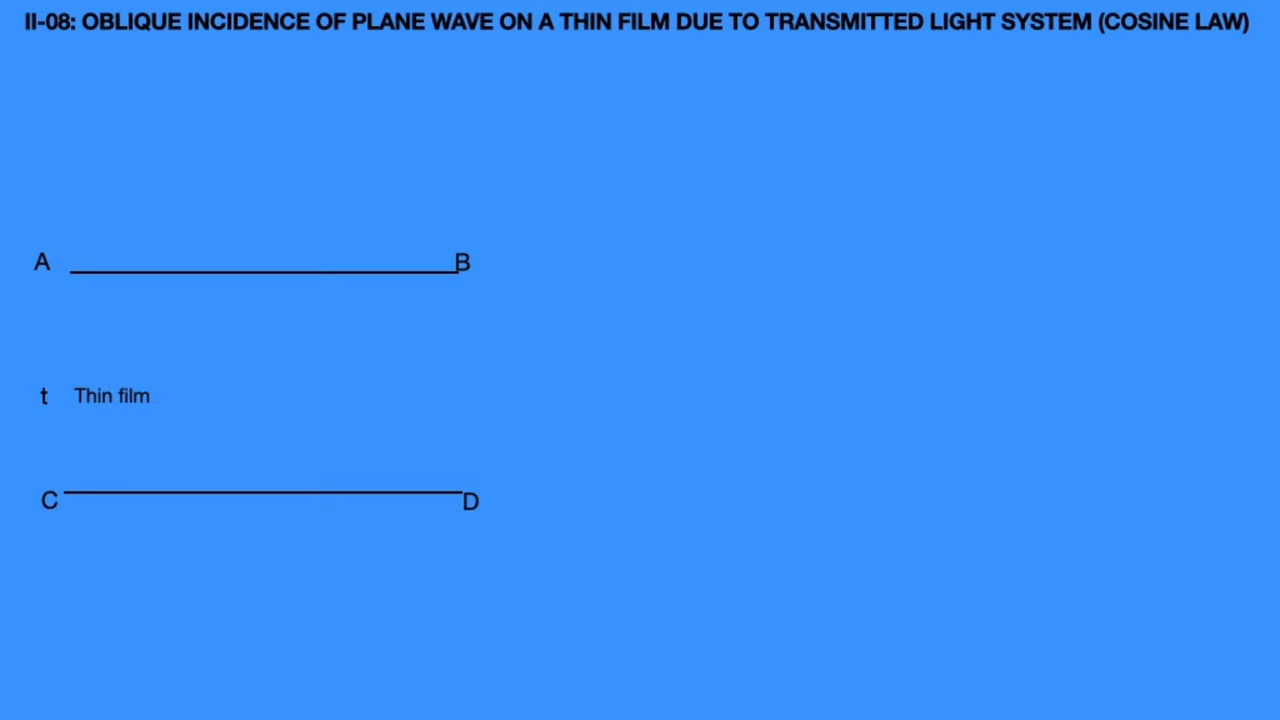 II-08: OBLIQUE INCIDENCE OF PLANE WAVE ON A THIN FILM DUE TO TRANSMITTED LIGHT SYSTEM (COSINE LAW)
A B
t Thin film
C D